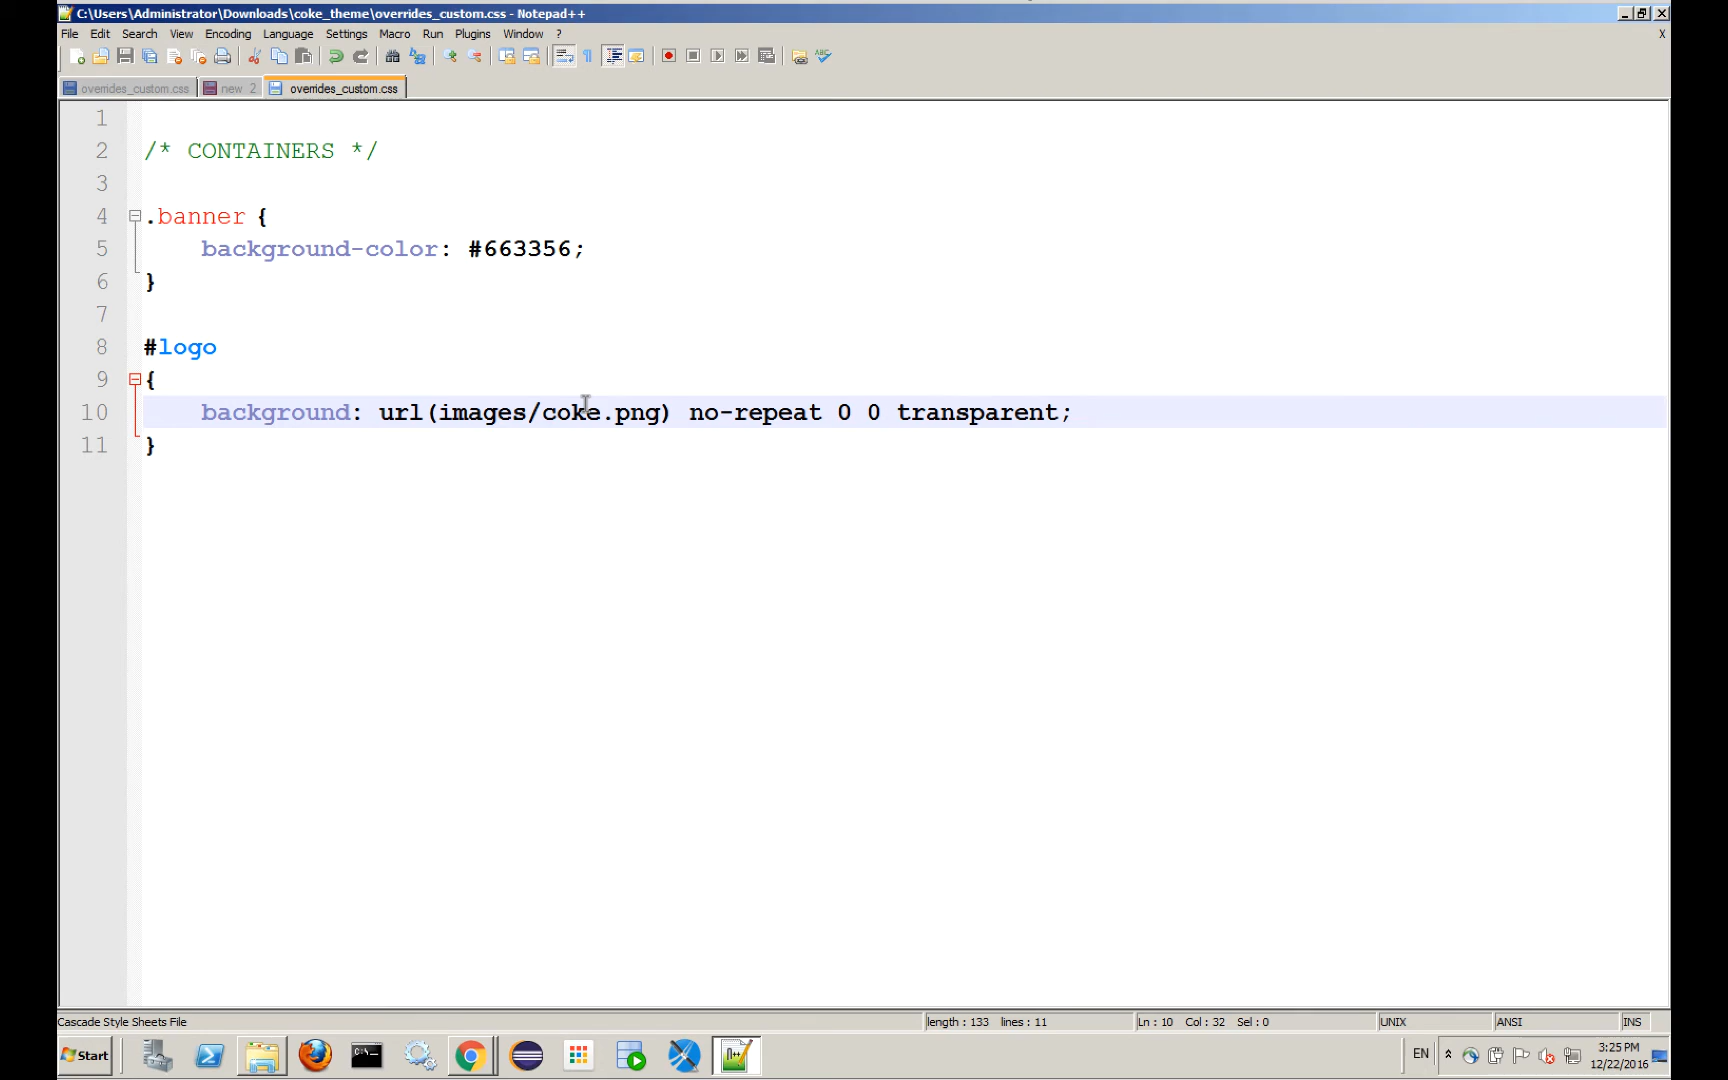 C:\Users\Administrator\Downloads\coke_theme\overrides_custom.css - Notepad++
File Edit Search View Encoding Language Settings Macro Run Plugins Window ? X
overrides_custom.css new 2 overrides_custom.css
1
2 /* CONTAINERS */
3
4 .banner {
5 background-color: #663356;
6 }
7
8 #logo
9 {
10 background: url(images/coke.png) no-repeat 0 0 transparent;
11 }
Cascade Style Sheets File length : 133 lines : 11 Ln : 10 Col : 32 Sel : 0 UNIX ANSI INS
Start EN 3:25 PM
12/22/2016